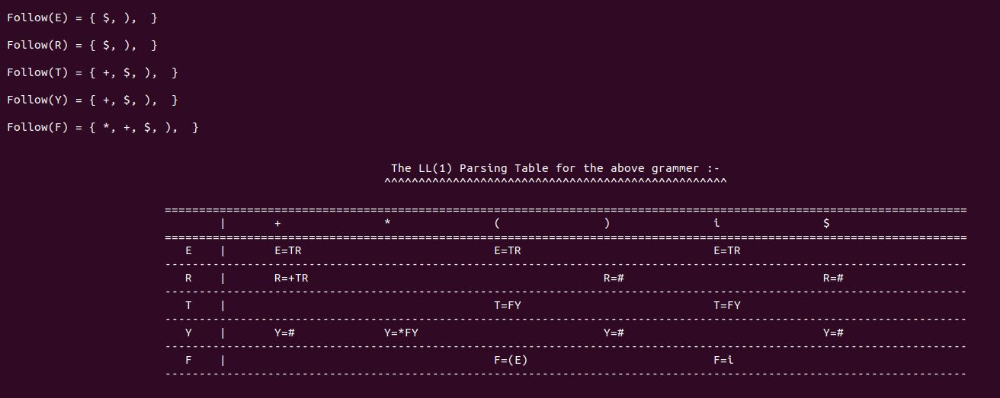 Follow(E) = { $, ),  }
Follow(R) = { $, ),  }
Follow(T) = { +, $, ),  }
Follow(Y) = { +, $, ),  }
Follow(F) = { *, +, $, ),  }
The LL(1) Parsing Table for the above grammer :-
^^^^^^^^^^^^^^^^^^^^^^^^^^^^^^^^^^^^^^^^^^^^^^^^^^
=====================================================================================================================
| + * ( ) i $
=====================================================================================================================
E | E=TR E=TR E=TR
---------------------------------------------------------------------------------------------------------------------
R | R=+TR R=# R=#
---------------------------------------------------------------------------------------------------------------------
T | T=FY T=FY
---------------------------------------------------------------------------------------------------------------------
Y | Y=# Y=*FY Y=# Y=#
---------------------------------------------------------------------------------------------------------------------
F | F=(E) F=i
---------------------------------------------------------------------------------------------------------------------